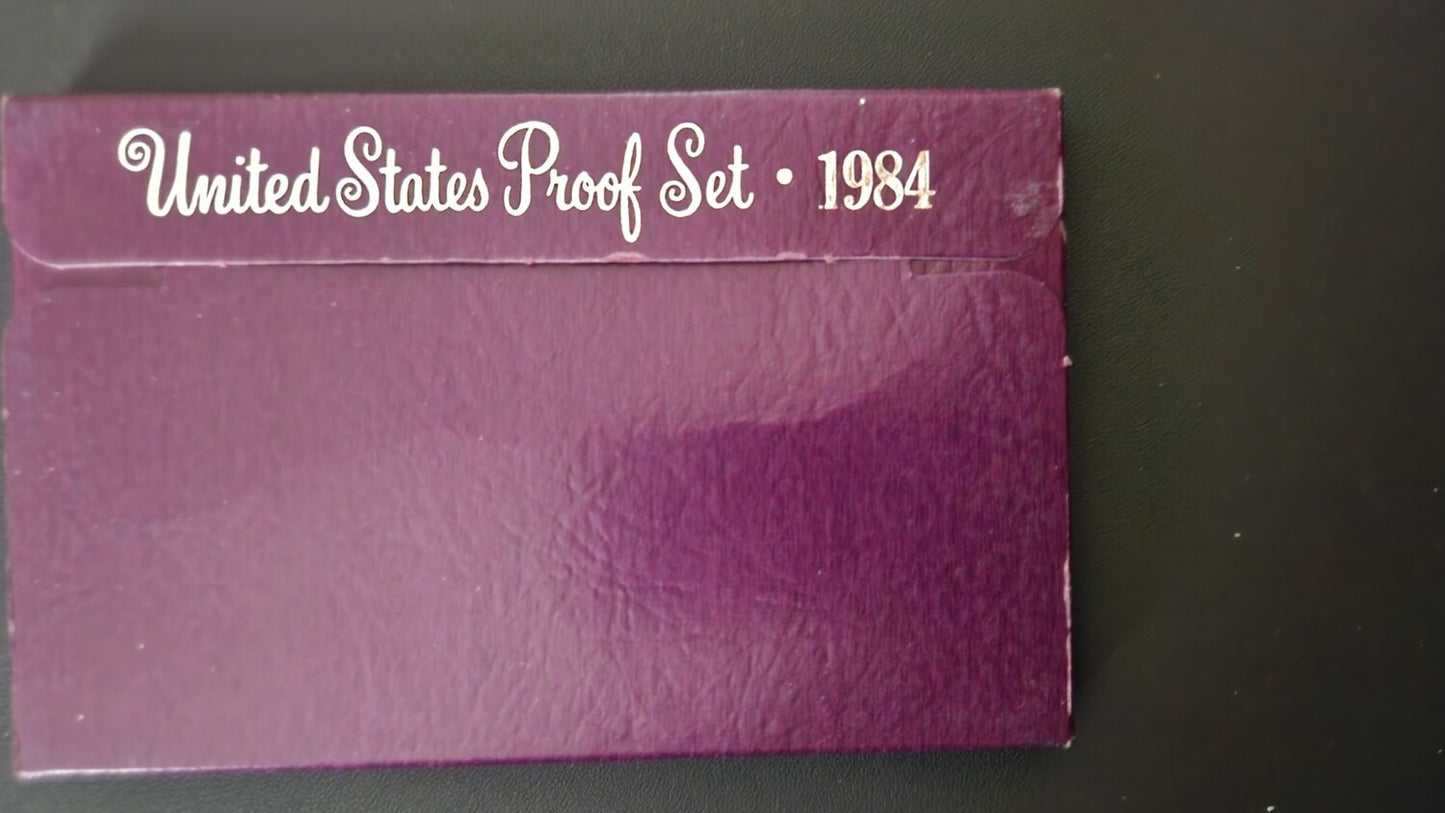 United States Proof Set • 1984